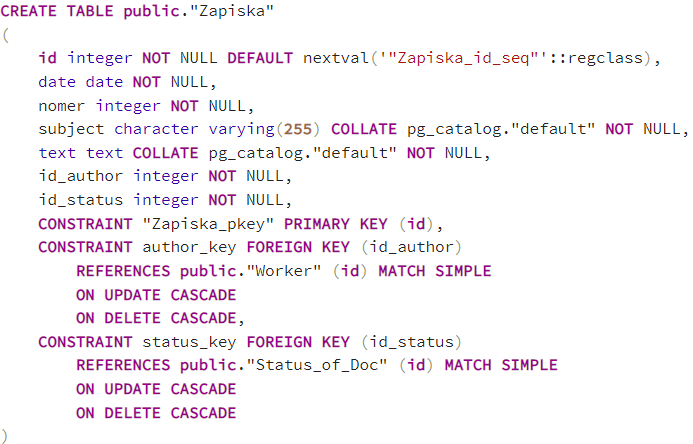 CREATE TABLE public."Zapiska"
(
    id integer NOT NULL DEFAULT nextval('"Zapiska_id_seq"'::regclass),
    date date NOT NULL,
    nomer integer NOT NULL,
    subject character varying(255) COLLATE pg_catalog."default" NOT NULL,
    text text COLLATE pg_catalog."default" NOT NULL,
    id_author integer NOT NULL,
    id_status integer NOT NULL,
    CONSTRAINT "Zapiska_pkey" PRIMARY KEY (id),
    CONSTRAINT author_key FOREIGN KEY (id_author)
        REFERENCES public."Worker" (id) MATCH SIMPLE
        ON UPDATE CASCADE
        ON DELETE CASCADE,
    CONSTRAINT status_key FOREIGN KEY (id_status)
        REFERENCES public."Status_of_Doc" (id) MATCH SIMPLE
        ON UPDATE CASCADE
        ON DELETE CASCADE
)